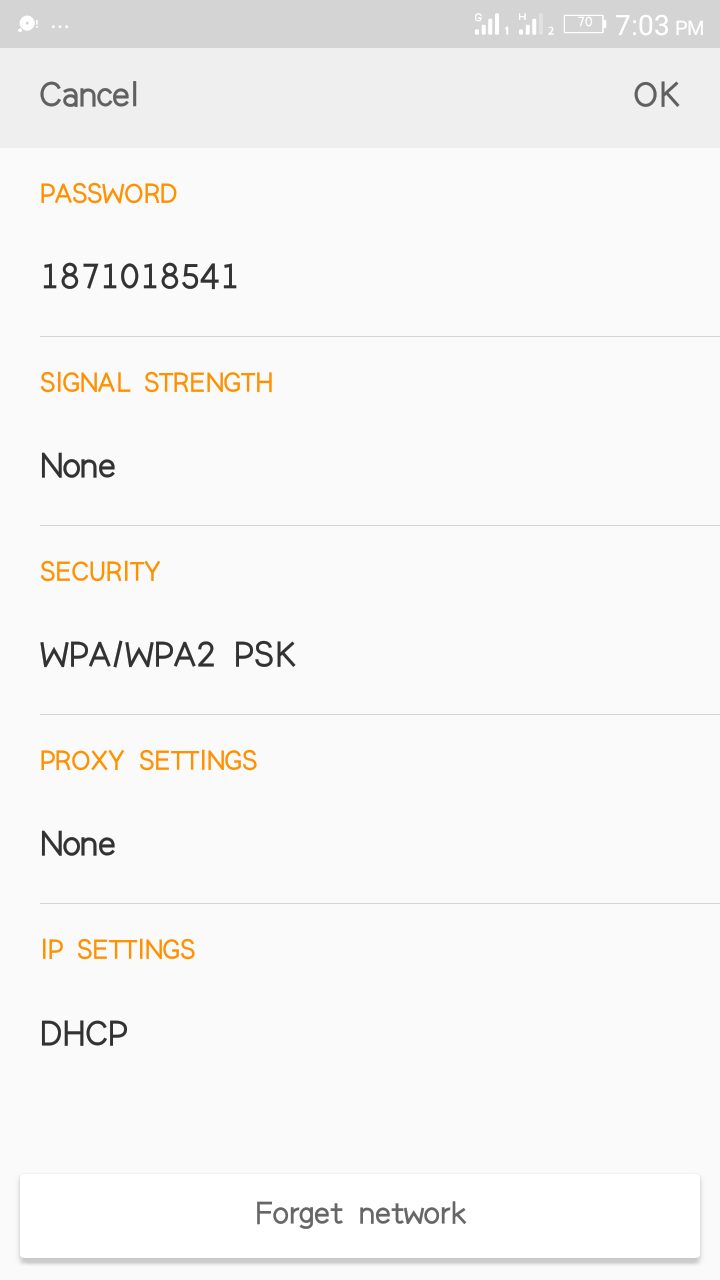 G 1 H 2 70 7:03 PM
Cancel OK
PASSWORD
1871018541
SIGNAL STRENGTH
None
SECURITY
WPA/WPA2 PSK
PROXY SETTINGS
None
IP SETTINGS
DHCP
Forget network